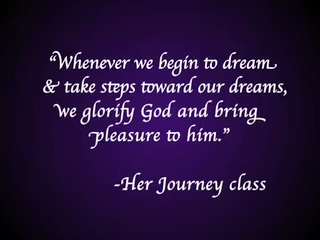 “Whenever we begin to dream
& take steps toward our dreams,
we glorify God and bring
pleasure to him.”
-Her Journey class